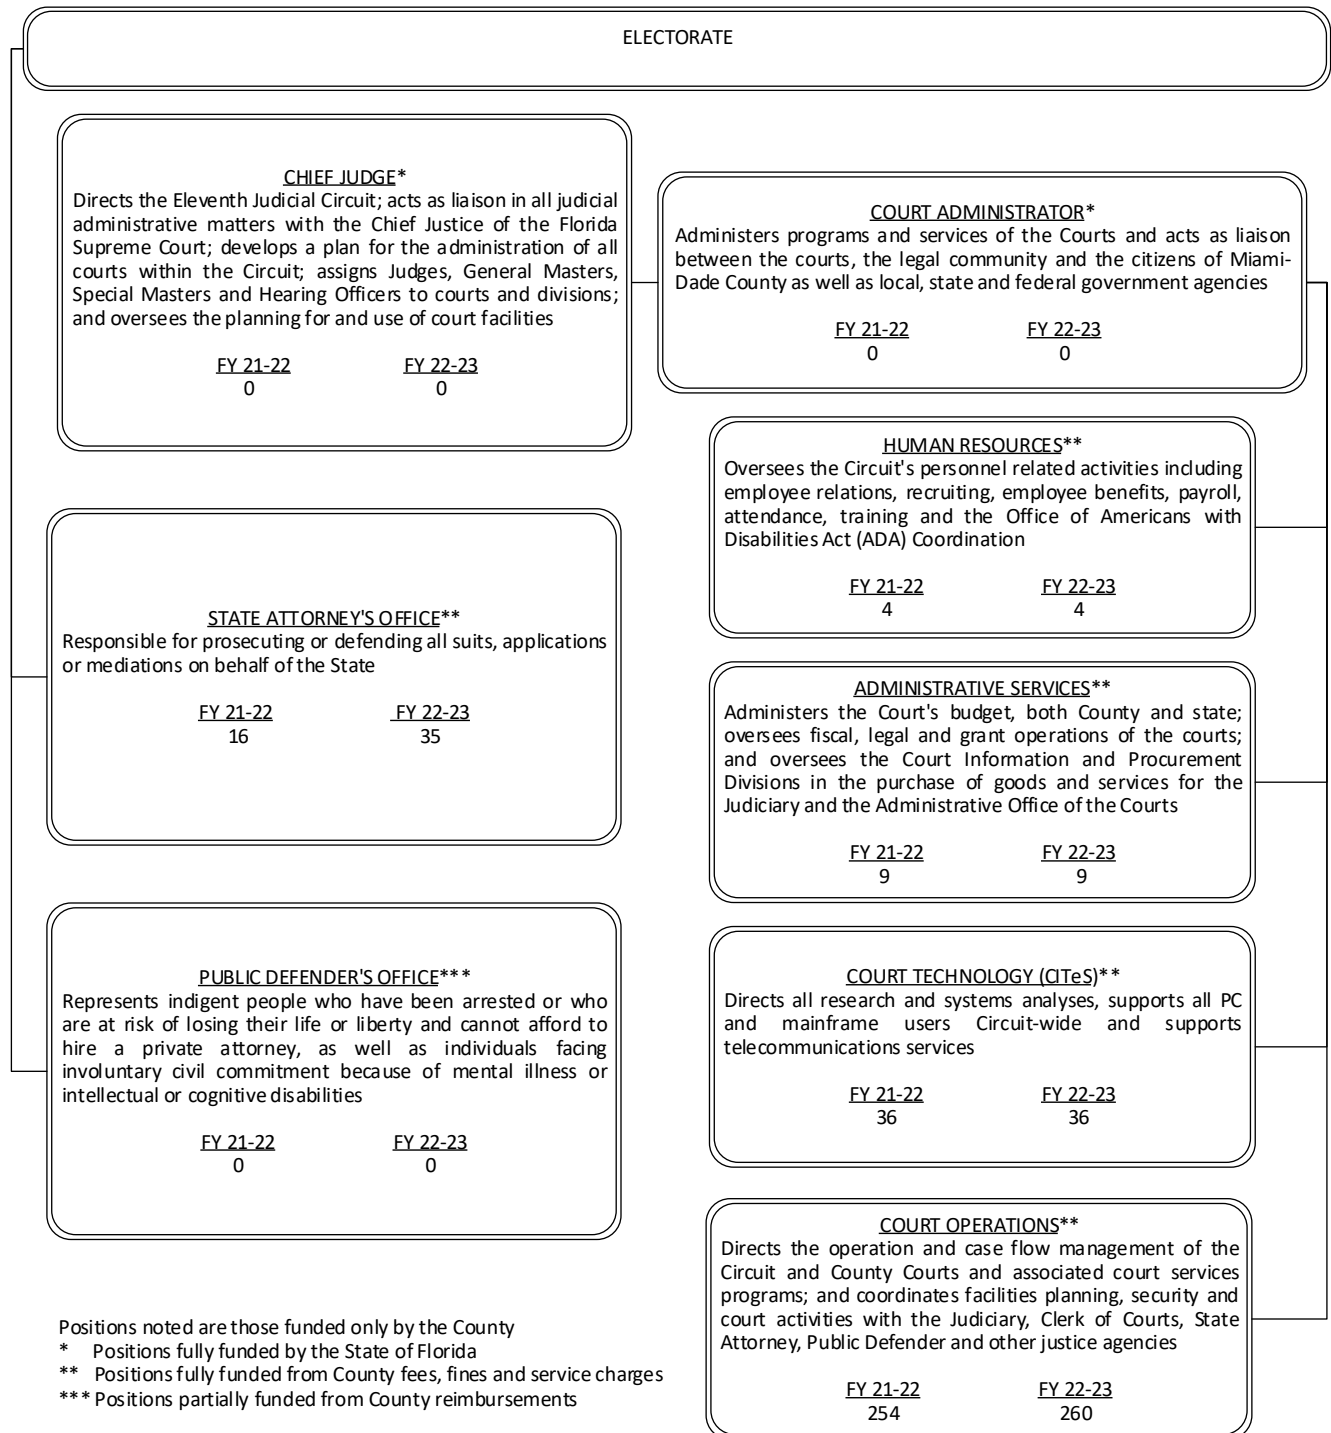 ELECTORATE
CHIEF JUDGE*
Directs the Eleventh Judicial Circuit; acts as liaison in all judicial
administrative matters with the Chief Justice of the Florida
Supreme Court; develops a plan for the administration of all
courts within the Circuit; assigns Judges, General Masters,
Special Masters and Hearing Officers to courts and divisions;
and oversees the planning for and use of court facilities
FY 21-22 FY 22-23
0 0
COURT ADMINISTRATOR*
Administers programs and services of the Courts and acts as liaison
between the courts, the legal community and the citizens of Miami-
Dade County as well as local, state and federal government agencies
FY 21-22 FY 22-23
0 0
HUMAN RESOURCES**
Oversees the Circuit's personnel related activities including
employee relations, recruiting, employee benefits, payroll,
attendance, training and the Office of Americans with
Disabilities Act (ADA) Coordination
FY 21-22 FY 22-23
4 4
STATE ATTORNEY'S OFFICE**
Responsible for prosecuting or defending all suits, applications
or mediations on behalf of the State
FY 21-22 FY 22-23
16 35
ADMINISTRATIVE SERVICES**
Administers the Court's budget, both County and state;
oversees fiscal, legal and grant operations of the courts;
and oversees the Court Information and Procurement
Divisions in the purchase of goods and services for the
Judiciary and the Administrative Office of the Courts
FY 21-22 FY 22-23
9 9
PUBLIC DEFENDER'S OFFICE***
Represents indigent people who have been arrested or who
are at risk of losing their life or liberty and cannot afford to
hire a private attorney, as well as individuals facing
involuntary civil commitment because of mental illness or
intellectual or cognitive disabilities
FY 21-22 FY 22-23
0 0
COURT TECHNOLOGY (CITeS)**
Directs all research and systems analyses, supports all PC
and mainframe users Circuit-wide and supports
telecommunications services
FY 21-22 FY 22-23
36 36
COURT OPERATIONS**
Directs the operation and case flow management of the
Circuit and County Courts and associated court services
programs; and coordinates facilities planning, security and
court activities with the Judiciary, Clerk of Courts, State
Attorney, Public Defender and other justice agencies
FY 21-22 FY 22-23
254 260
Positions noted are those funded only by the County
* Positions fully funded by the State of Florida
** Positions fully funded from County fees, fines and service charges
*** Positions partially funded from County reimbursements